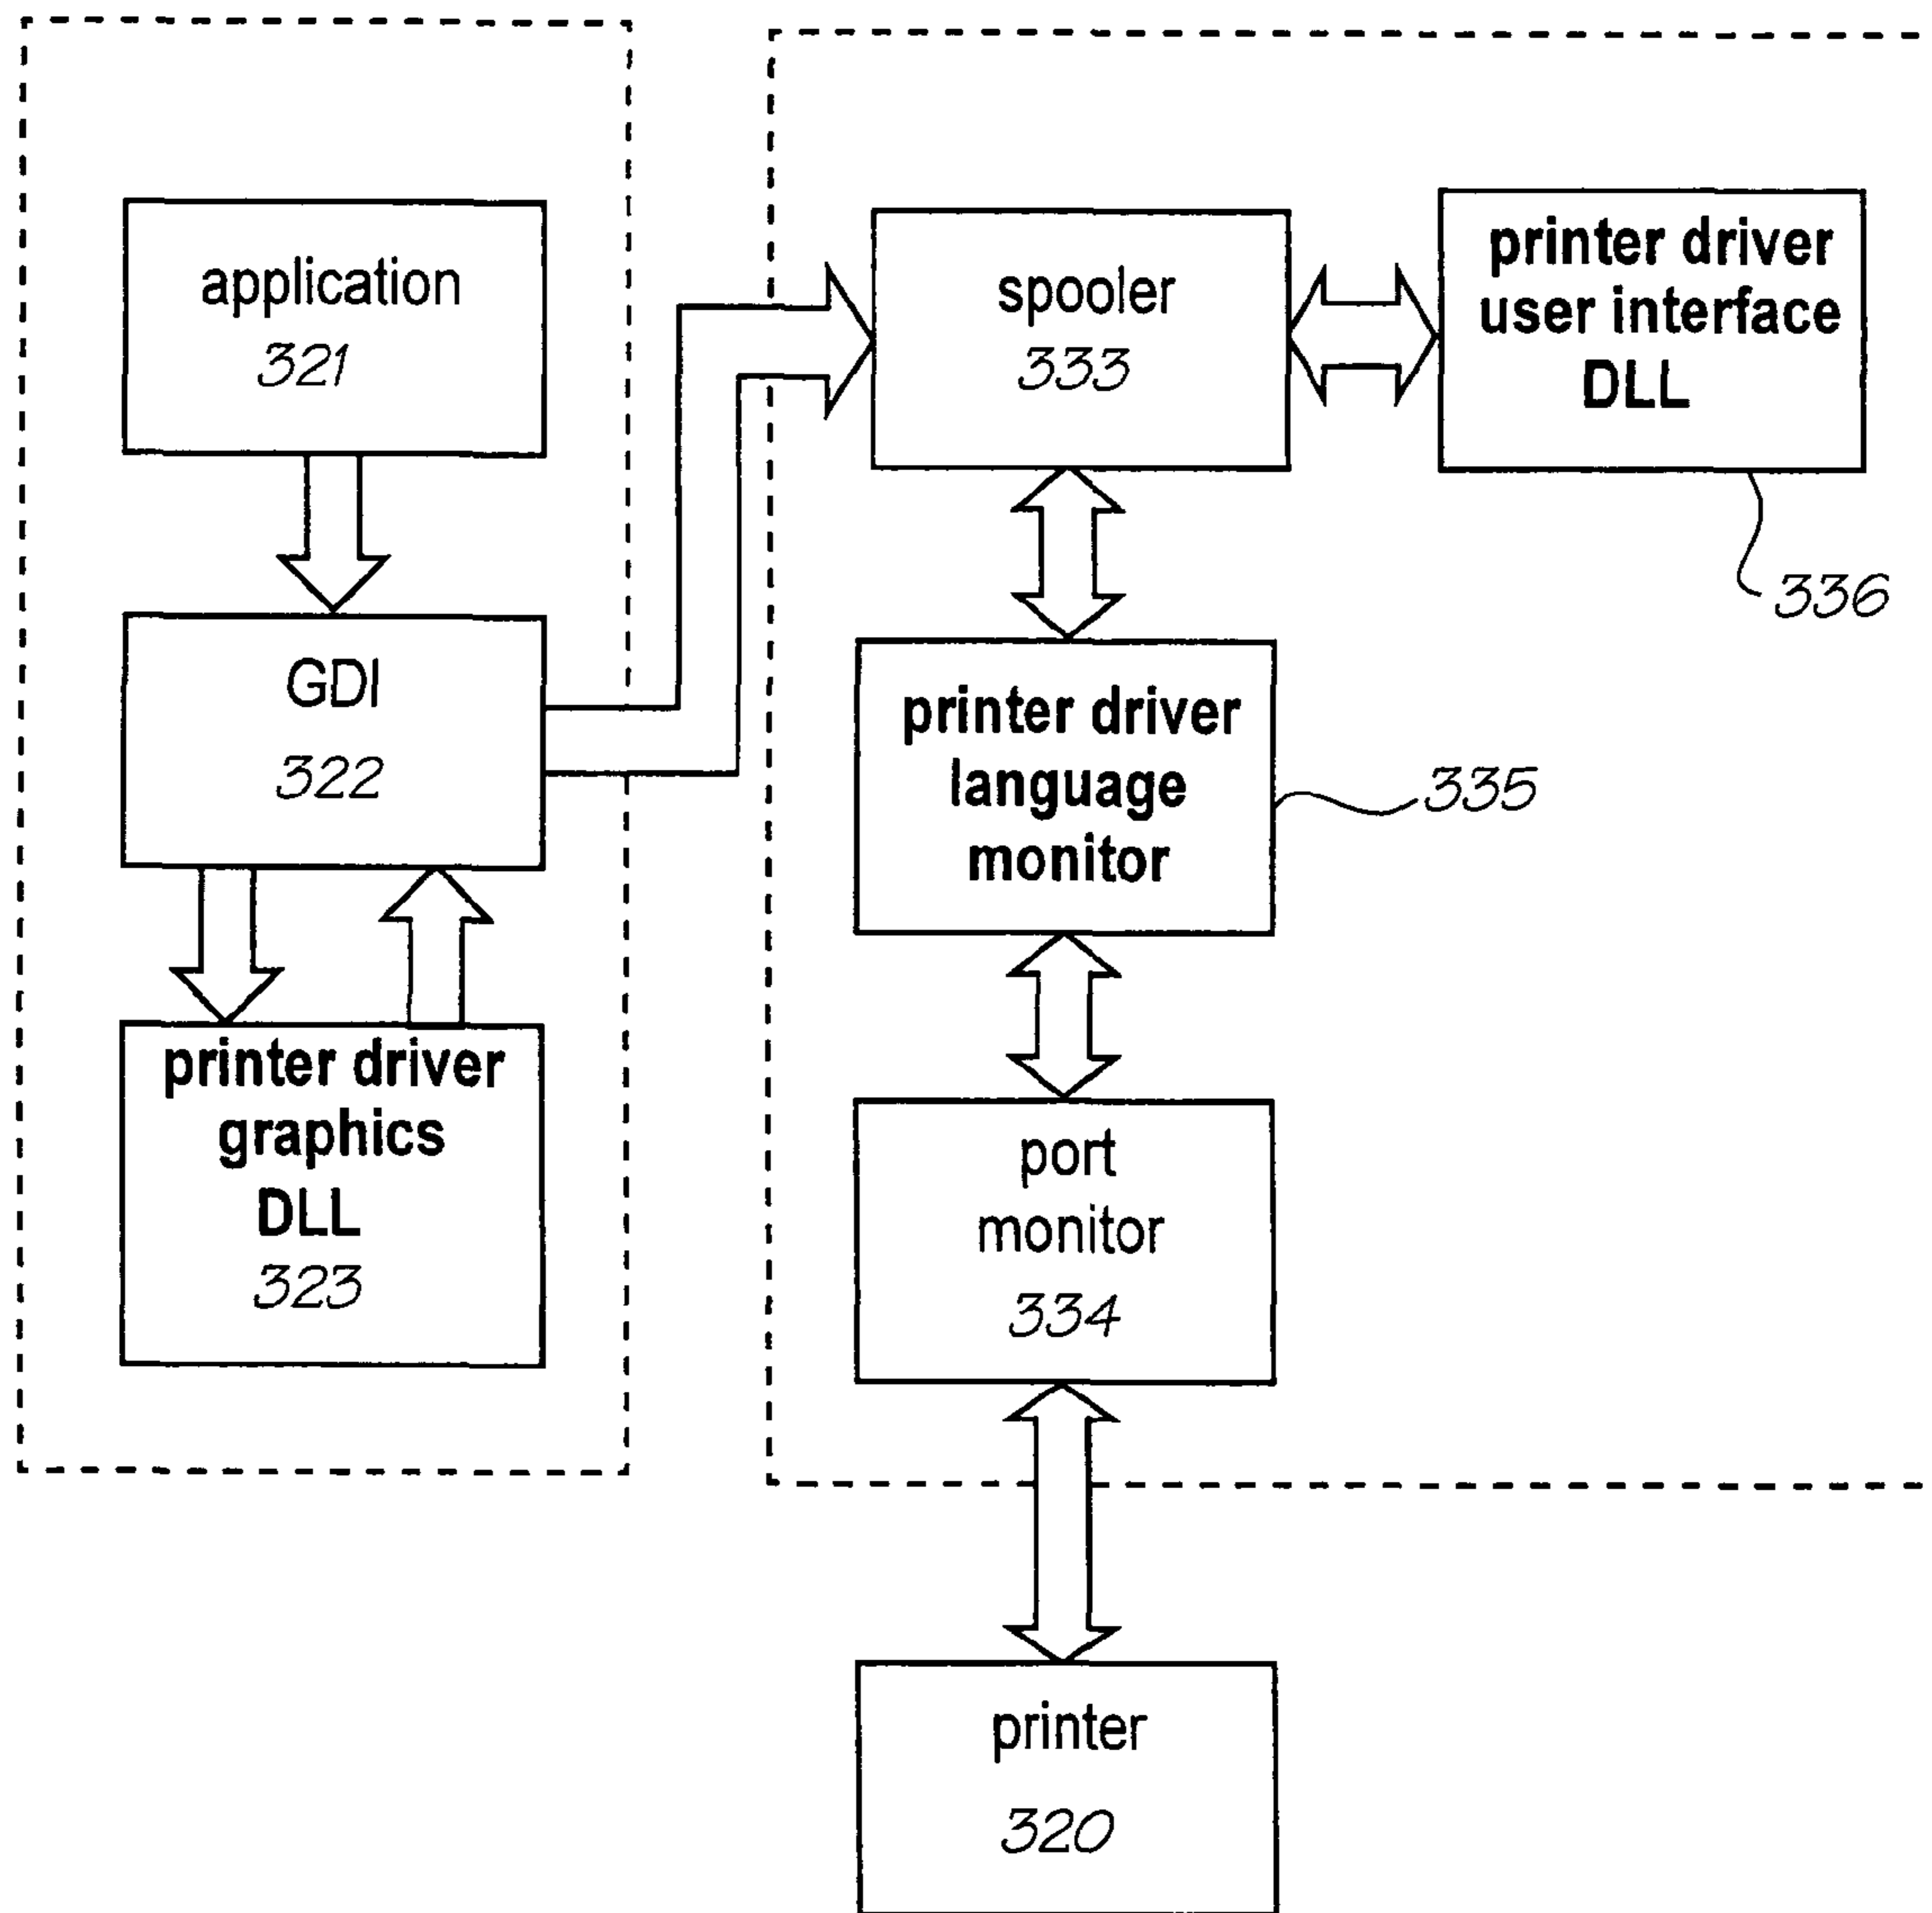 application
321
GDI
322
printer driver
graphics
DLL
323
spooler
333
printer driver
user interface
DLL
336
printer driver
language
monitor
335
port
monitor
334
printer
320